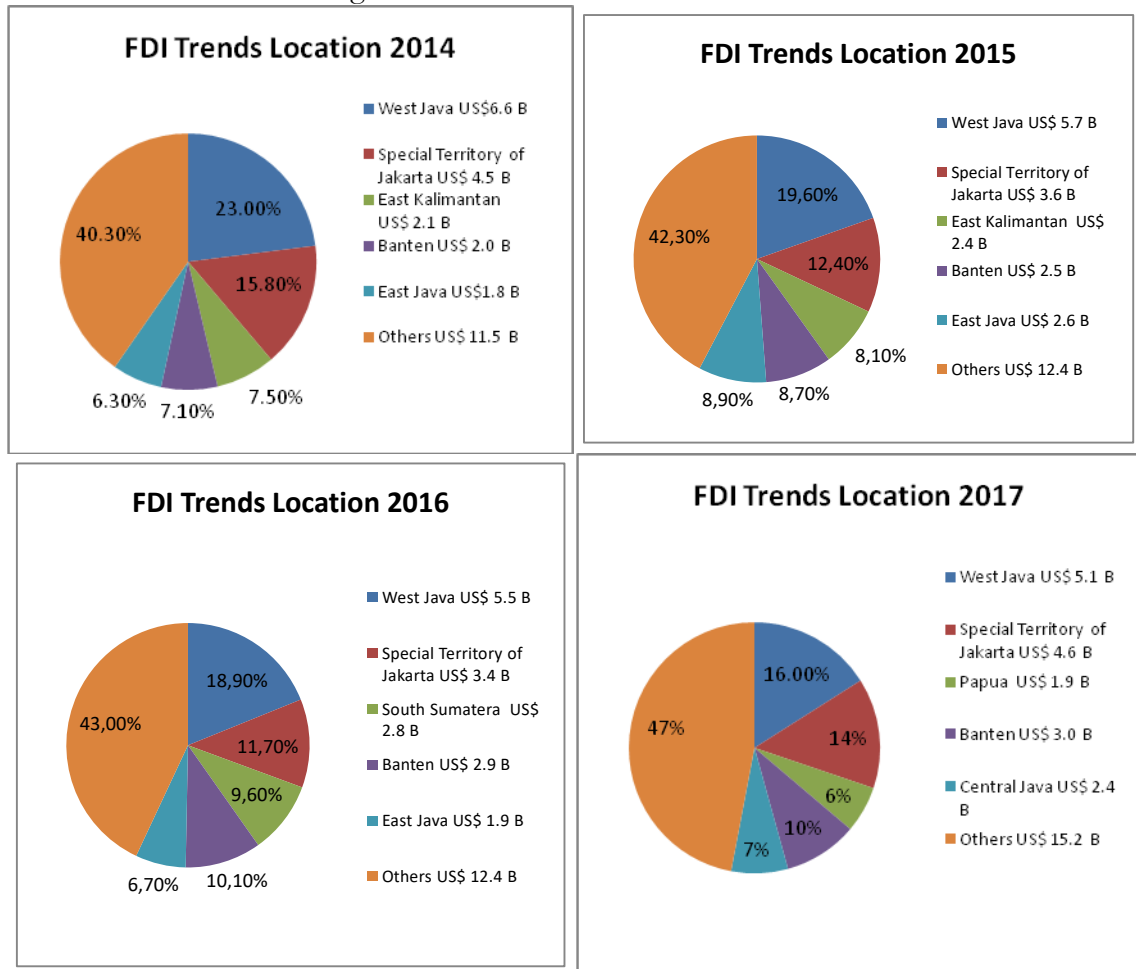 FDI Trends Location 2014
West Java US$6.6 B
Special Territory of
Jakarta US$ 4.5 B
East Kalimantan
US$ 2.1 B
Banten US$ 2.0 B
East Java US$1.8 B
Others US$ 11.5 B
23.00%
15.80%
7.50%
7.10%
6.30%
40.30%
FDI Trends Location 2015
West Java US$ 5.7 B
Special Territory of
Jakarta US$ 3.6 B
East Kalimantan US$
2.4 B
Banten US$ 2.5 B
East Java US$ 2.6 B
Others US$ 12.4 B
19,60%
12,40%
8,10%
8,70%
8,90%
42,30%
FDI Trends Location 2016
West Java US$ 5.5 B
Special Territory of
Jakarta US$ 3.4 B
South Sumatera US$
2.8 B
Banten US$ 2.9 B
East Java US$ 1.9 B
Others US$ 12.4 B
18,90%
11,70%
9,60%
10,10%
6,70%
43,00%
FDI Trends Location 2017
West Java US$ 5.1 B
Special Territory of
Jakarta US$ 4.6 B
Papua US$ 1.9 B
Banten US$ 3.0 B
Central Java US$ 2.4
B
Others US$ 15.2 B
16.00%
14%
6%
10%
7%
47%